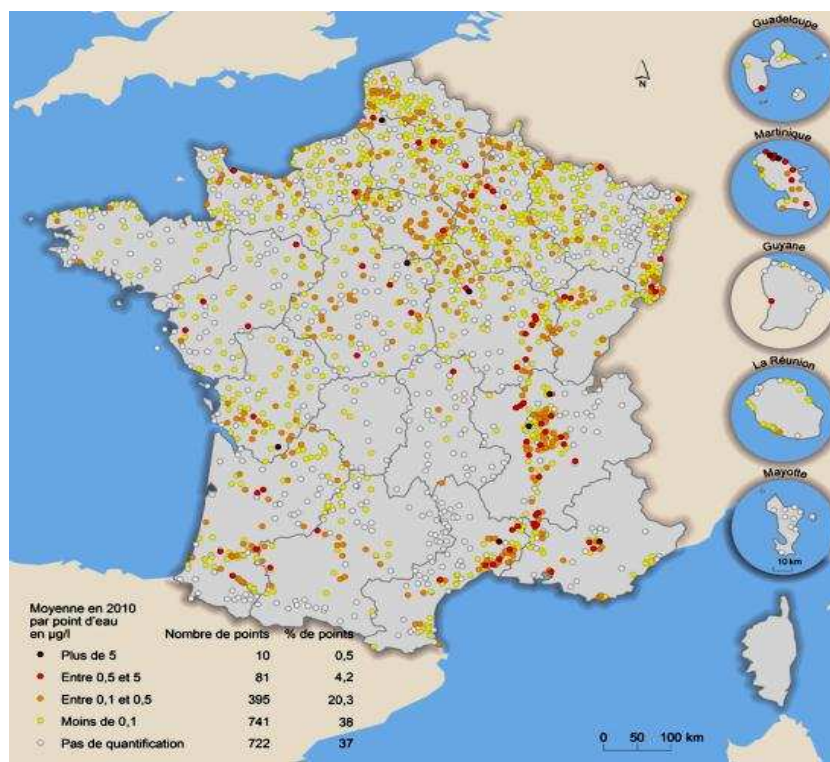 Guadeloupe
N
Martinique
Guyane
La Réunion
Mayotte
10 km
Moyenne en 2010
par point d'eau
en µg/l
Nombre de points
% de points
Plus de 5 10 0,5
Entre 0,5 et 5 81 4,2
Entre 0,1 et 0,5 395 20,3
Moins de 0,1 741 38
Pas de quantification 722 37
0 50 100 km